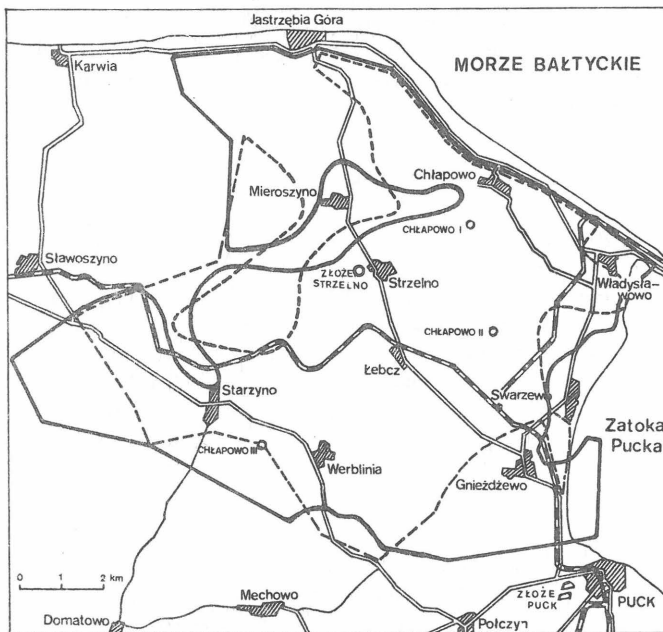 Jastrzębia Góra
Karwia
MORZE BAŁTYCKIE
Mieroszyno
Chłapowo
CHŁAPOWO I
Sławoszyno
ZŁOŻE
STRZELNO
Strzelno
Władysła-
wowo
CHŁAPOWO II
Łebcz
Starzyno
Swarzewo
Zatoka
Pucka
CHŁAPOWO III
Werblinia
Gnieżdżewo
0 1 2 km
Mechowo
ZŁOŻE
PUCK
PUCK
Domatowo
Połczyn